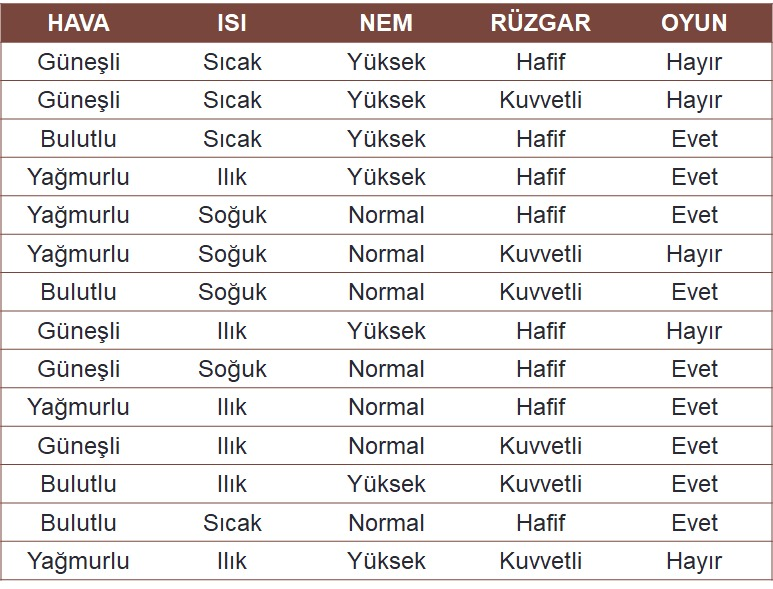 HAVA ISI NEM RÜZGAR OYUN
Güneşli Sıcak Yüksek Hafif Hayır
Güneşli Sıcak Yüksek Kuvvetli Hayır
Bulutlu Sıcak Yüksek Hafif Evet
Yağmurlu Ilık Yüksek Hafif Evet
Yağmurlu Soğuk Normal Hafif Evet
Yağmurlu Soğuk Normal Kuvvetli Hayır
Bulutlu Soğuk Normal Kuvvetli Evet
Güneşli Ilık Yüksek Hafif Hayır
Güneşli Soğuk Normal Hafif Evet
Yağmurlu Ilık Normal Hafif Evet
Güneşli Ilık Normal Kuvvetli Evet
Bulutlu Ilık Yüksek Kuvvetli Evet
Bulutlu Sıcak Normal Hafif Evet
Yağmurlu Ilık Yüksek Kuvvetli Hayır